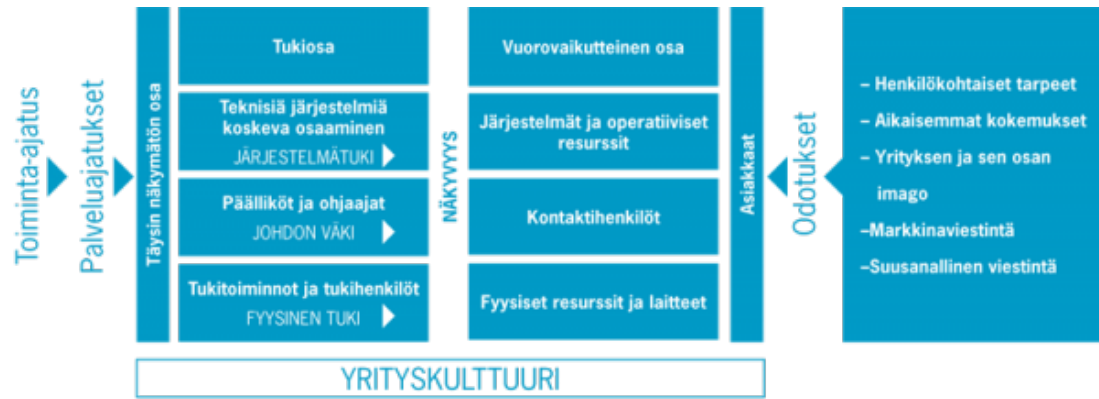 Toiminta-ajatus
Palveluajatukset
Täysin näkymätön osa
Tukiosa
Teknisiä järjestelmiä
koskeva osaaminen
JÄRJESTELMÄTUKI
Päälliköt ja ohjaajat
JOHDON VÄKI
Tukitoiminnot ja tukihenkilöt
FYYSINEN TUKI
NÄKYVYYS
Vuorovaikutteinen osa
Järjestelmät ja operatiiviset
resurssit
Kontaktihenkilöt
Fyysiset resurssit ja laitteet
Asiakkaat
Odotukset
– Henkilökohtaiset tarpeet
– Aikaisemmat kokemukset
– Yrityksen ja sen osan
imago
–Markkinaviestintä
–Suusanallinen viestintä
YRITYSKULTTUURI